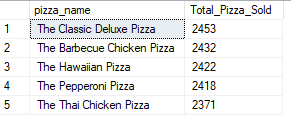 pizza_name Total_Pizza_Sold
1 The Classic Deluxe Pizza 2453
2 The Barbecue Chicken Pizza 2432
3 The Hawaiian Pizza 2422
4 The Pepperoni Pizza 2418
5 The Thai Chicken Pizza 2371